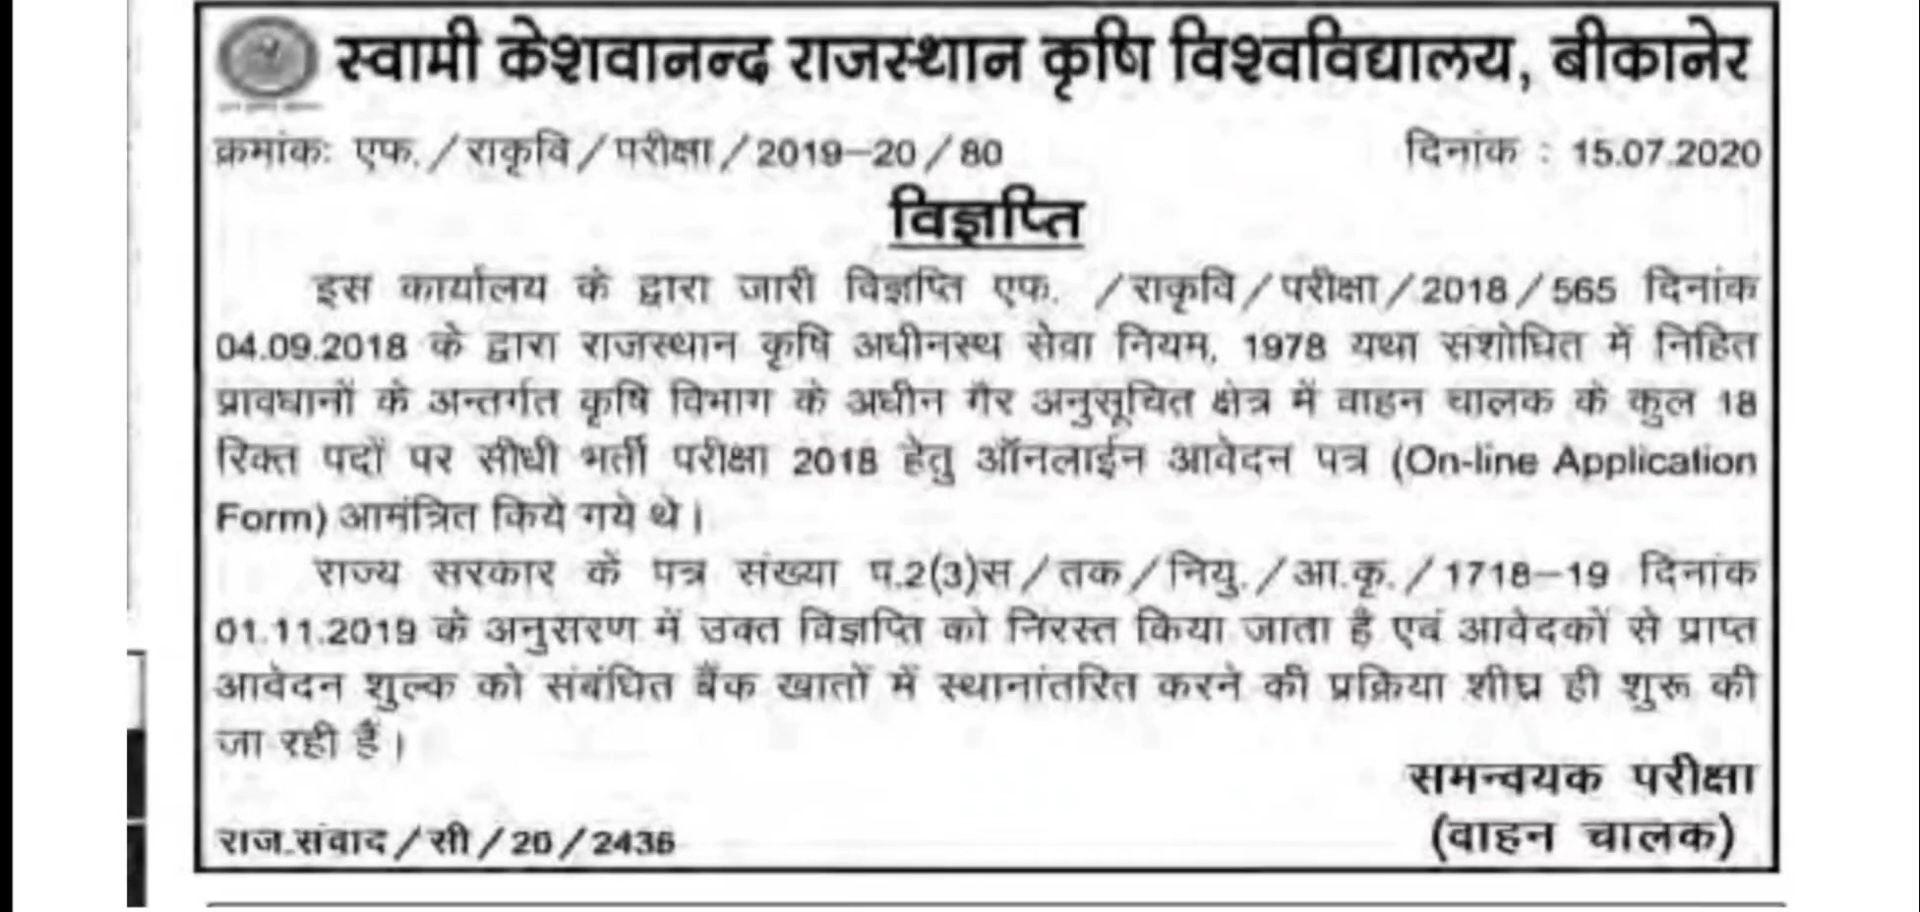 स्वामी केशवानन्द राजस्थान कृषि विश्वविद्यालय, बीकानेर
क्रमांकः एफ. /राकृवि/परीक्षा/2019–20/80 दिनांक : 15.07.2020
विज्ञप्ति
इस कार्यालय के द्वारा जारी विज्ञप्ति एफ. /राकृवि/परीक्षा/2018/565 दिनांक
04.09.2018 के द्वारा राजस्थान कृषि अधीनस्थ सेवा नियम, 1978 यथा संशोधित में निहित
प्रावधानों के अन्तर्गत कृषि विभाग के अधीन गैर अनुसूचित क्षेत्र में वाहन चालक के कुल 18
रिक्त पदों पर सीधी भर्ती परीक्षा 2018 हेतु ऑनलाईन आवेदन पत्र (On-line Application
Form) आमंत्रित किये गये थे।
राज्य सरकार के पत्र संख्या प.2(3)स/तक/नियु./आ.कृ./1718–19 दिनांक
01.11.2019 के अनुसरण में उक्त विज्ञप्ति को निरस्त किया जाता है एवं आवेदकों से प्राप्त
आवेदन शुल्क को संबंधित बैंक खातों में स्थानांतरित करने की प्रक्रिया शीघ्र ही शुरू की
जा रही हैं।
समन्वयक परीक्षा
(वाहन चालक)
राज.संवाद/सी/20/2436